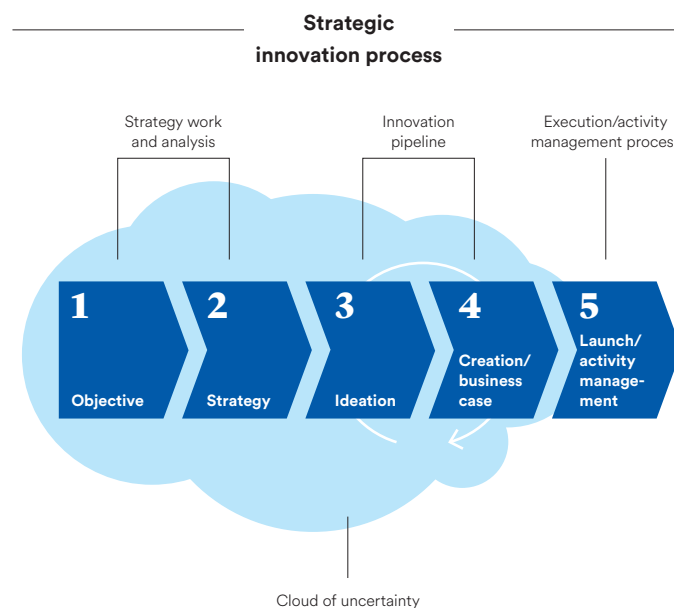 Strategic
innovation process
Strategy work
and analysis
Innovation
pipeline
Execution/activity
management proces
1
Objective
2
Strategy
3
Ideation
4
Creation/
business
case
5
Launch/
activity
manage-
ment
Cloud of uncertainty